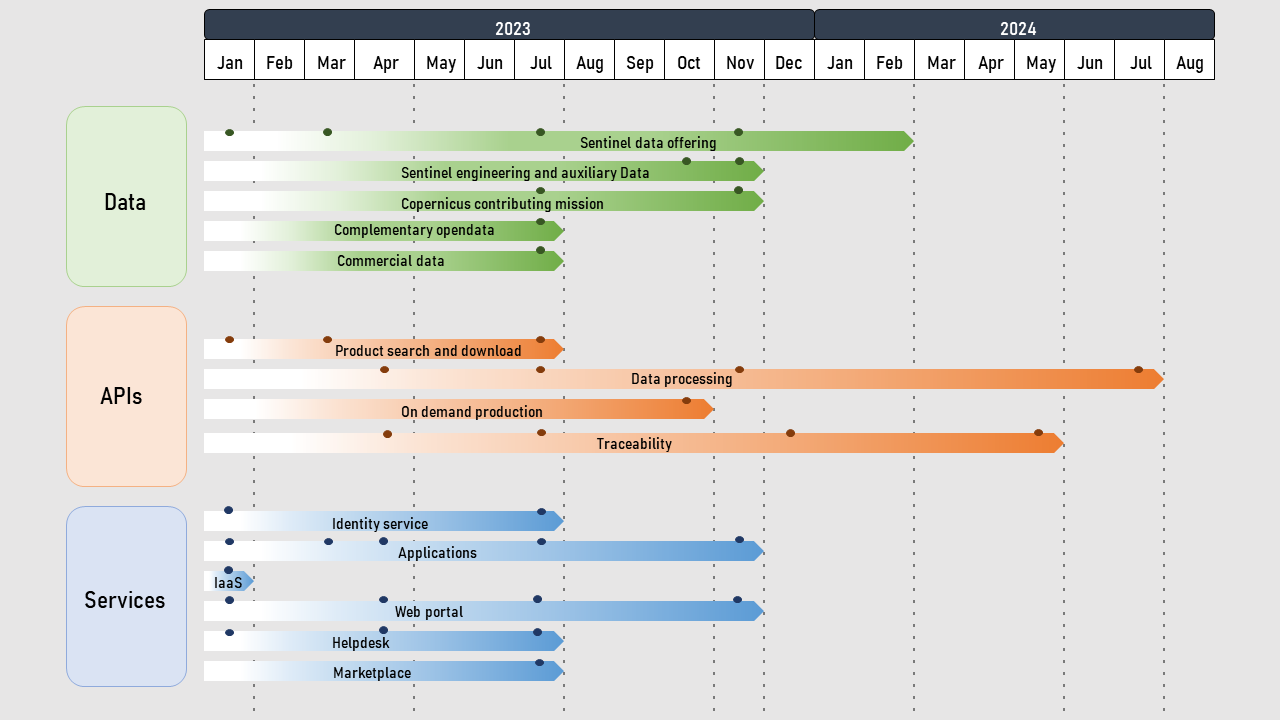 2023 2024
Jan Feb Mar Apr May Jun Jul Aug Sep Oct Nov Dec Jan Feb Mar Apr May Jun Jul Aug
Data
Sentinel data offering
Sentinel engineering and auxiliary Data
Copernicus contributing mission
Complementary opendata
Commercial data
APIs
Product search and download
Data processing
On demand production
Traceability
Services
Identity service
Applications
IaaS
Web portal
Helpdesk
Marketplace